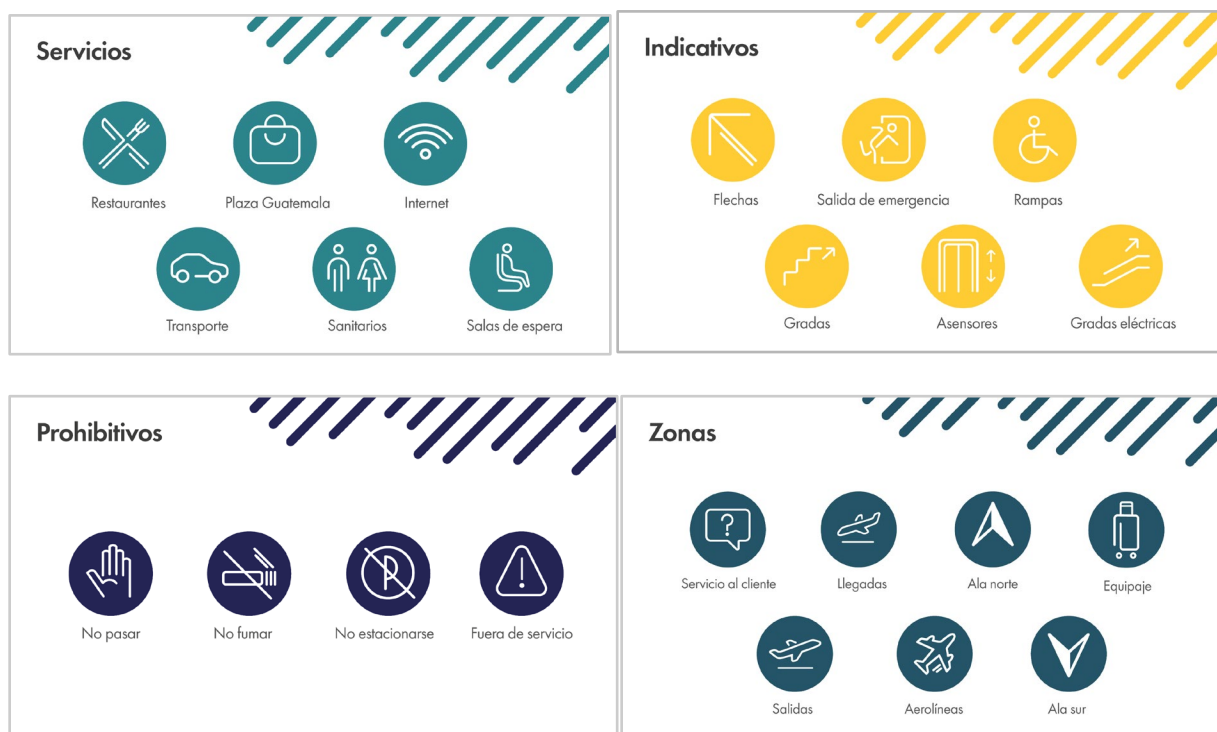 Servicios
Restaurantes
Plaza Guatemala
Internet
Transporte
Sanitarios
Salas de espera
Indicativos
Flechas
Salida de emergencia
Rampas
Gradas
Asensores
Gradas eléctricas
Prohibitivos
P
No pasar
No fumar
No estacionarse
Fuera de servicio
Zonas
Servicio al cliente
Llegadas
Ala norte
Equipaje
Salidas
Aerolíneas
Ala sur